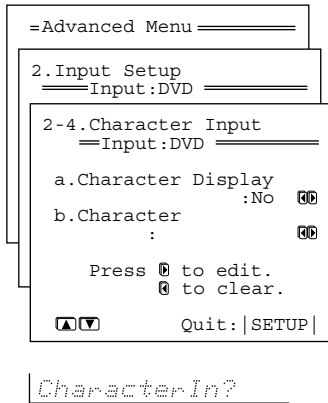 =Advanced Menu
2.Input Setup
Input:DVD
2-4.Character Input
Input:DVD
a.Character Display
:No
b.Character
:
Press to edit.
to clear.
Quit:|SETUP|
CharacterIn?